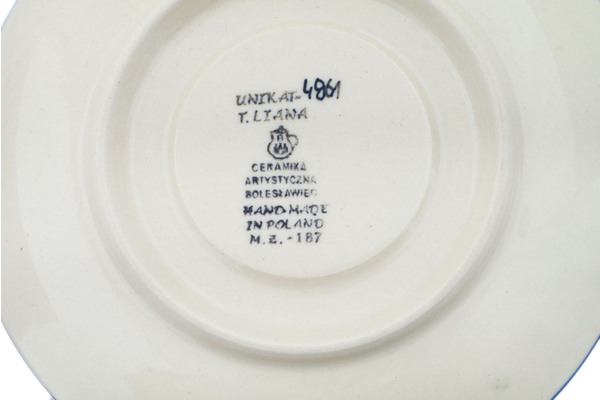 UNIKAT-4861
T. LIANA
CERAMIKA
ARTYSTYCZNA
BOLESŁAWIEC
HAND MADE
IN POLAND
M.Z.-187